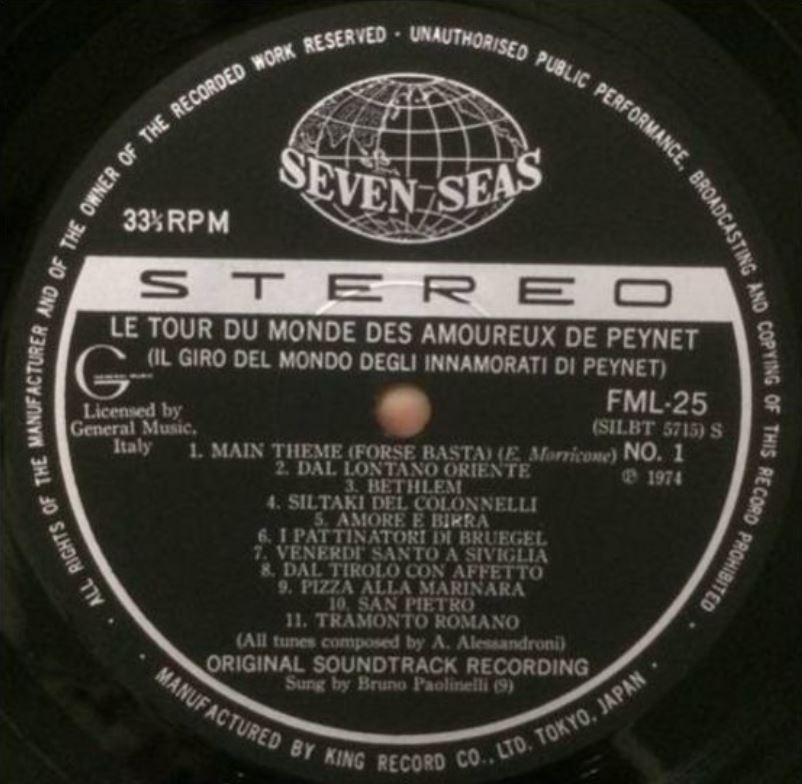 ALL RIGHTS OF THE MANUFACTURER AND OF THE OWNER OF THE RECORDED WORK RESERVED · UNAUTHORISED PUBLIC PERFORMANCE, BROADCASTING AND COPYING OF THIS RECORD PROHIBITED ·
SEVEN SEAS
33⅓ RPM
STEREO
LE TOUR DU MONDE DES AMOUREUX DE PEYNET
(IL GIRO DEL MONDO DEGLI INNAMORATI DI PEYNET)
G
GENERAL MUSIC
Licensed by
General Music,
Italy
FML-25
(SILBT 5715) S
NO. 1
℗ 1974
1. MAIN THEME (FORSE BASTA) (E. Morricone)
2. DAL LONTANO ORIENTE
3. BETHLEM
4. SILTAKI DEL COLONNELLI
5. AMORE E BIRRA
6. I PATTINATORI DI BRUEGEL
7. VENERDI' SANTO A SIVIGLIA
8. DAL TIROLO CON AFFETTO
9. PIZZA ALLA MARINARA
10. SAN PIETRO
11. TRAMONTO ROMANO
(All tunes composed by A. Alessandroni)
ORIGINAL SOUNDTRACK RECORDING
Sung by Bruno Paolinelli (9)
· MANUFACTURED BY KING RECORD CO., LTD. TOKYO, JAPAN ·